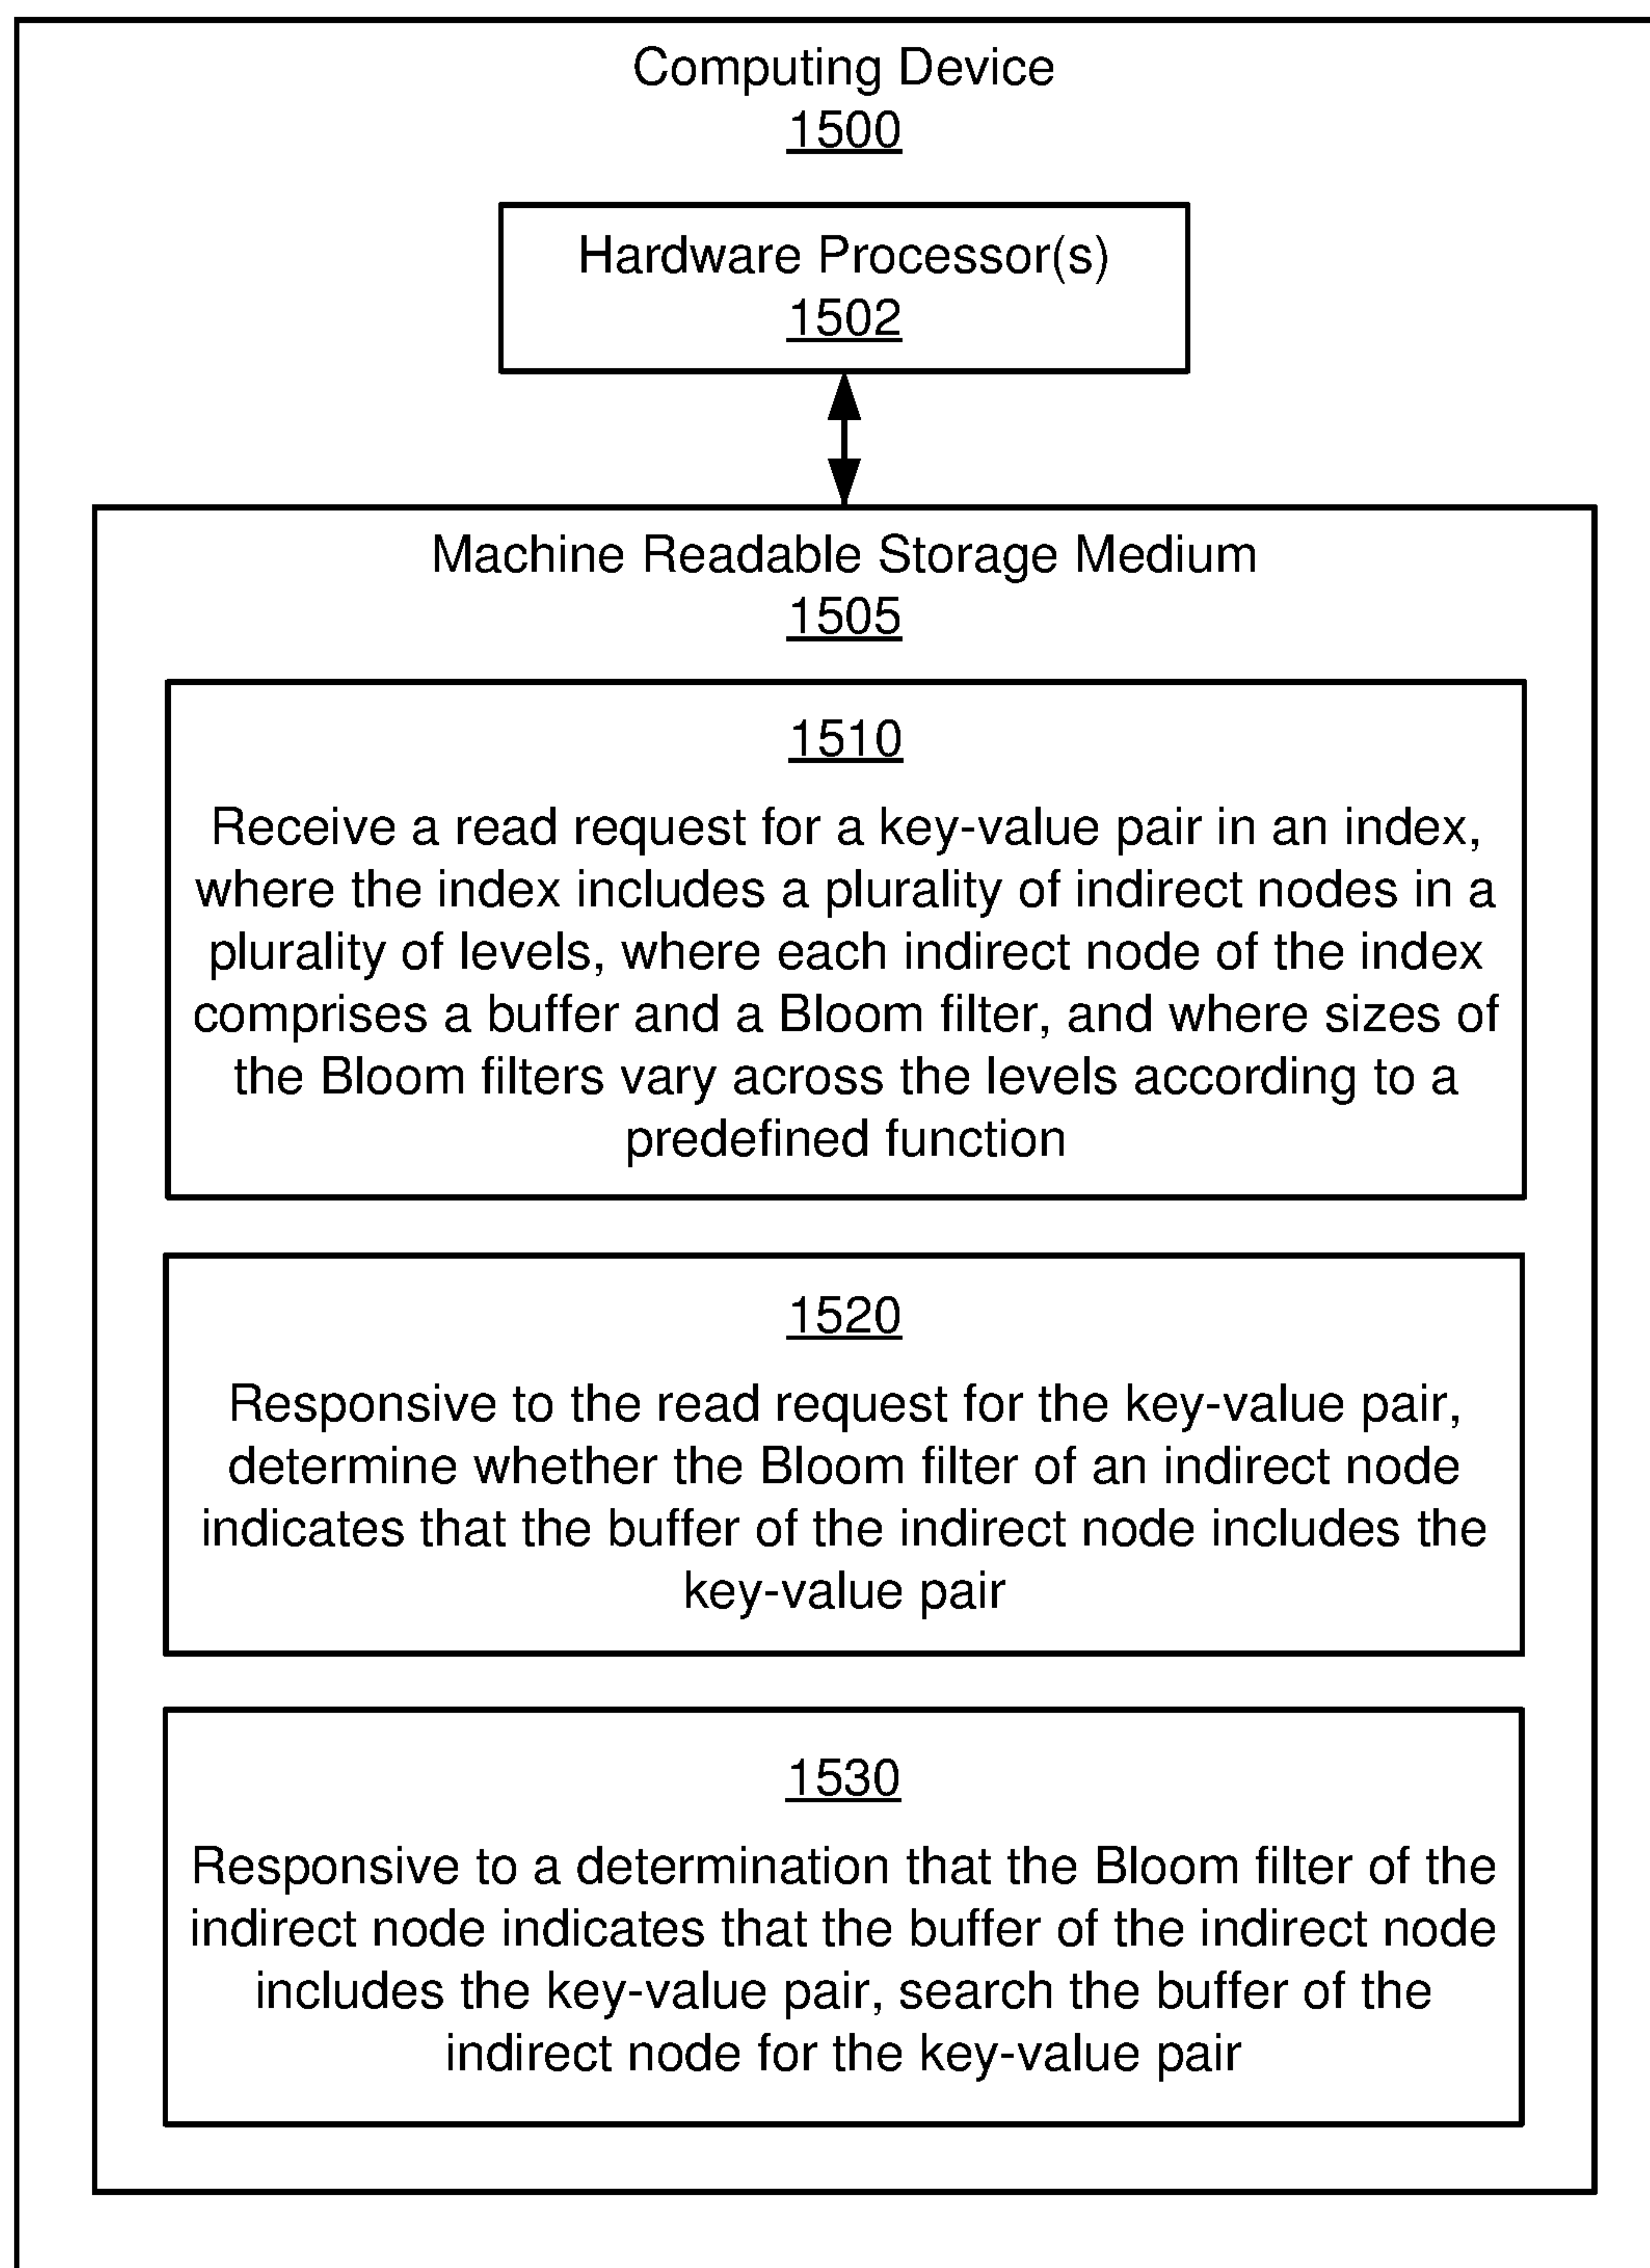 Computing Device
1500
Hardware Processor(s)
1502
Machine Readable Storage Medium
1505
1510
Receive a read request for a key-value pair in an index,
where the index includes a plurality of indirect nodes in a
plurality of levels, where each indirect node of the index
comprises a buffer and a Bloom filter, and where sizes of
the Bloom filters vary across the levels according to a
predefined function
1520
Responsive to the read request for the key-value pair,
determine whether the Bloom filter of an indirect node
indicates that the buffer of the indirect node includes the
key-value pair
1530
Responsive to a determination that the Bloom filter of the
indirect node indicates that the buffer of the indirect node
includes the key-value pair, search the buffer of the
indirect node for the key-value pair